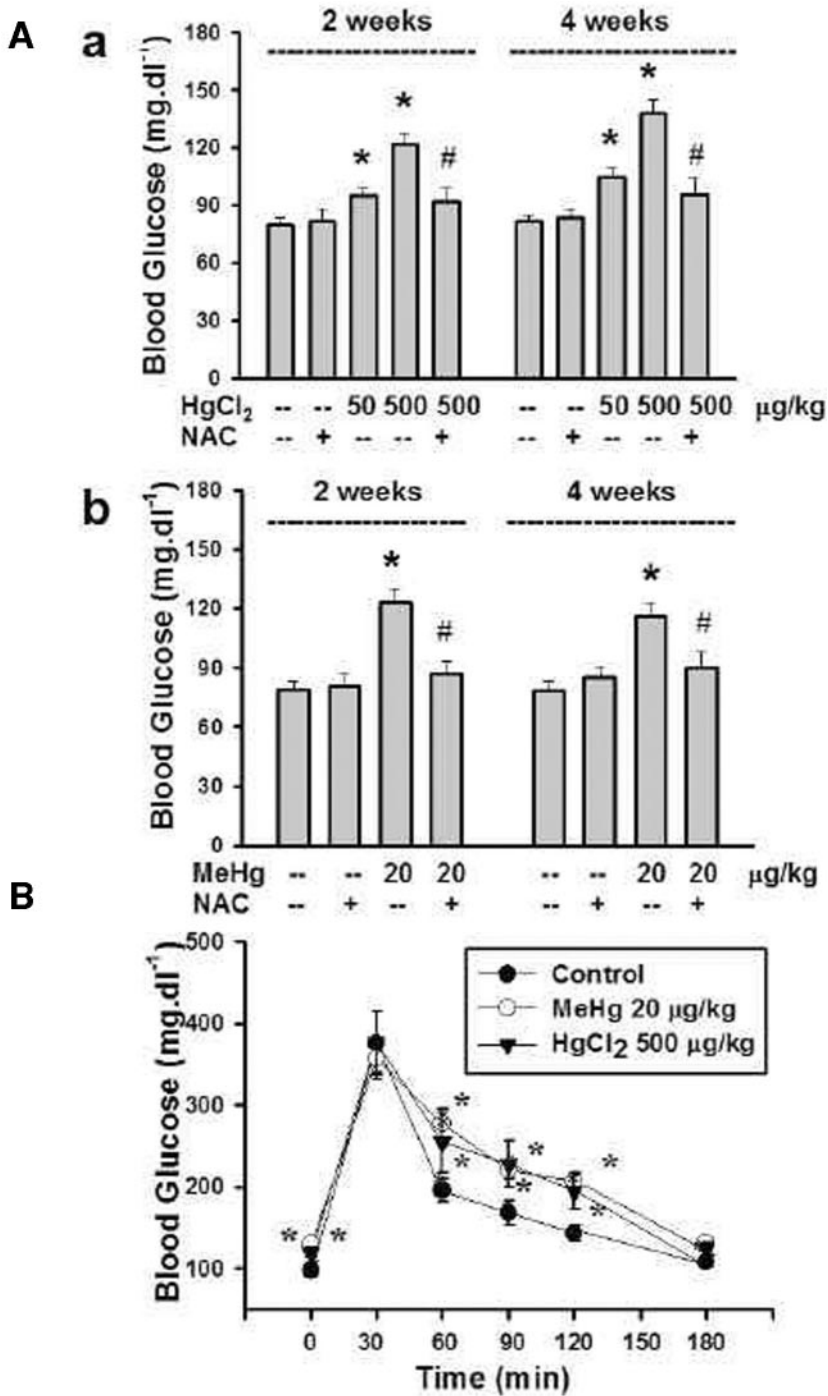 A
a
2 weeks 4 weeks
Blood Glucose (mg.dl⁻¹)
180
150
120
90
60
30
0
* * # * * #
HgCl₂ -- -- 50 500 500 -- -- 50 500 500 μg/kg
NAC -- + -- -- + -- + -- -- +
b
2 weeks 4 weeks
Blood Glucose (mg.dl⁻¹)
180
150
120
90
60
30
0
* # * #
MeHg -- -- 20 20 -- -- 20 20 μg/kg
NAC -- + -- + -- + -- +
B
Blood Glucose (mg.dl⁻¹)
500
400
300
200
100
Control
MeHg 20 μg/kg
HgCl₂ 500 μg/kg
* * * * * * * *
0 30 60 90 120 150 180
Time (min)